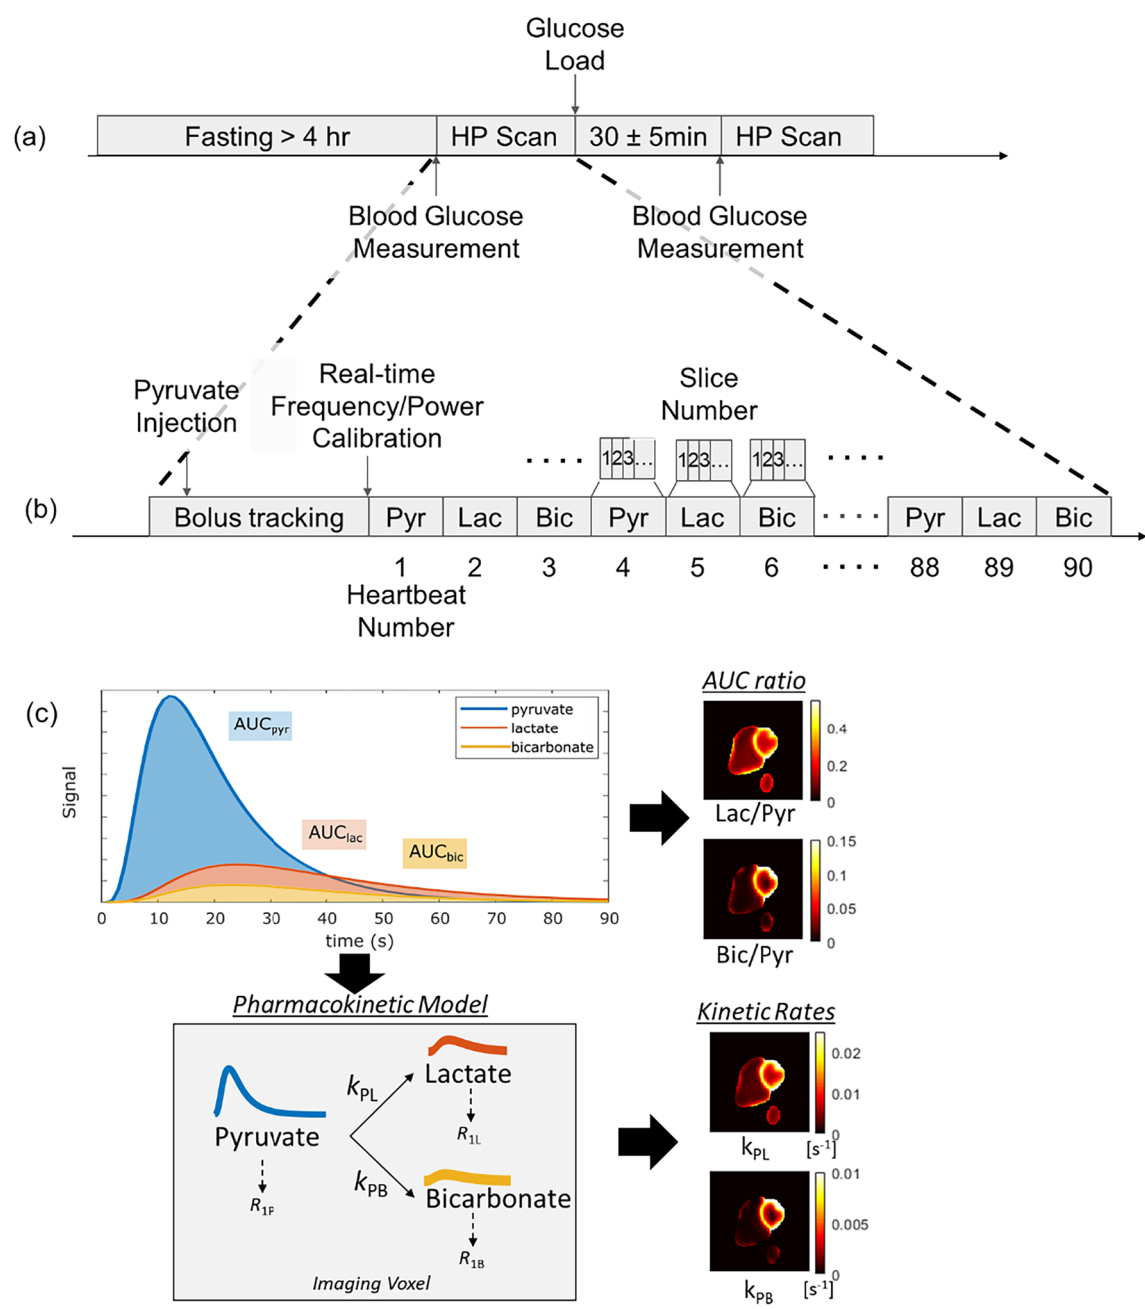 Glucose
Load
(a)
Fasting > 4 hr
HP Scan
30 ± 5min
HP Scan
Blood Glucose
Measurement
Blood Glucose
Measurement
Pyruvate
Injection
Real-time
Frequency/Power
Calibration
Slice
Number
....
123...
123...
123...
....
(b)
Bolus tracking
Pyr
Lac
Bic
Pyr
Lac
Bic
....
Pyr
Lac
Bic
1
2
3
4
5
6
....
88
89
90
Heartbeat
Number
(c)
Signal
AUCpyr
AUClac
AUCbic
pyruvate
lactate
bicarbonate
0
10
20
30
40
50
60
70
80
90
time (s)
AUC ratio
0.4
0.2
0
Lac/Pyr
0.15
0.1
0.05
0
Bic/Pyr
Pharmacokinetic Model
Pyruvate
R1P
kPL
Lactate
R1L
kPB
Bicarbonate
R1B
Imaging Voxel
Kinetic Rates
0.02
0.01
0
kPL
[s-1]
0.01
0.005
0
kPB
[s-1]